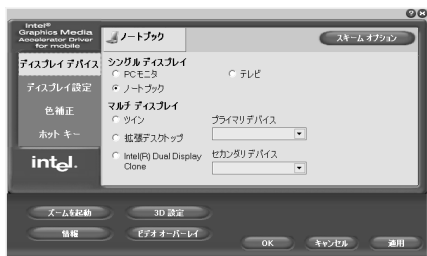 Intel®
Graphics Media
Accelerator Driver
for mobile
ノートブック
スキーム オプション
ディスプレイ デバイス
ディスプレイ設定
色補正
ホット キー
intel.
シングル ディスプレイ
PCモニタ
テレビ
ノートブック
マルチ ディスプレイ
ツイン
プライマリ デバイス
拡張デスクトップ
Intel(R) Dual Display
Clone
セカンダリ デバイス
ズームを起動
3D 設定
情報
ビデオ オーバーレイ
OK
キャンセル
適用